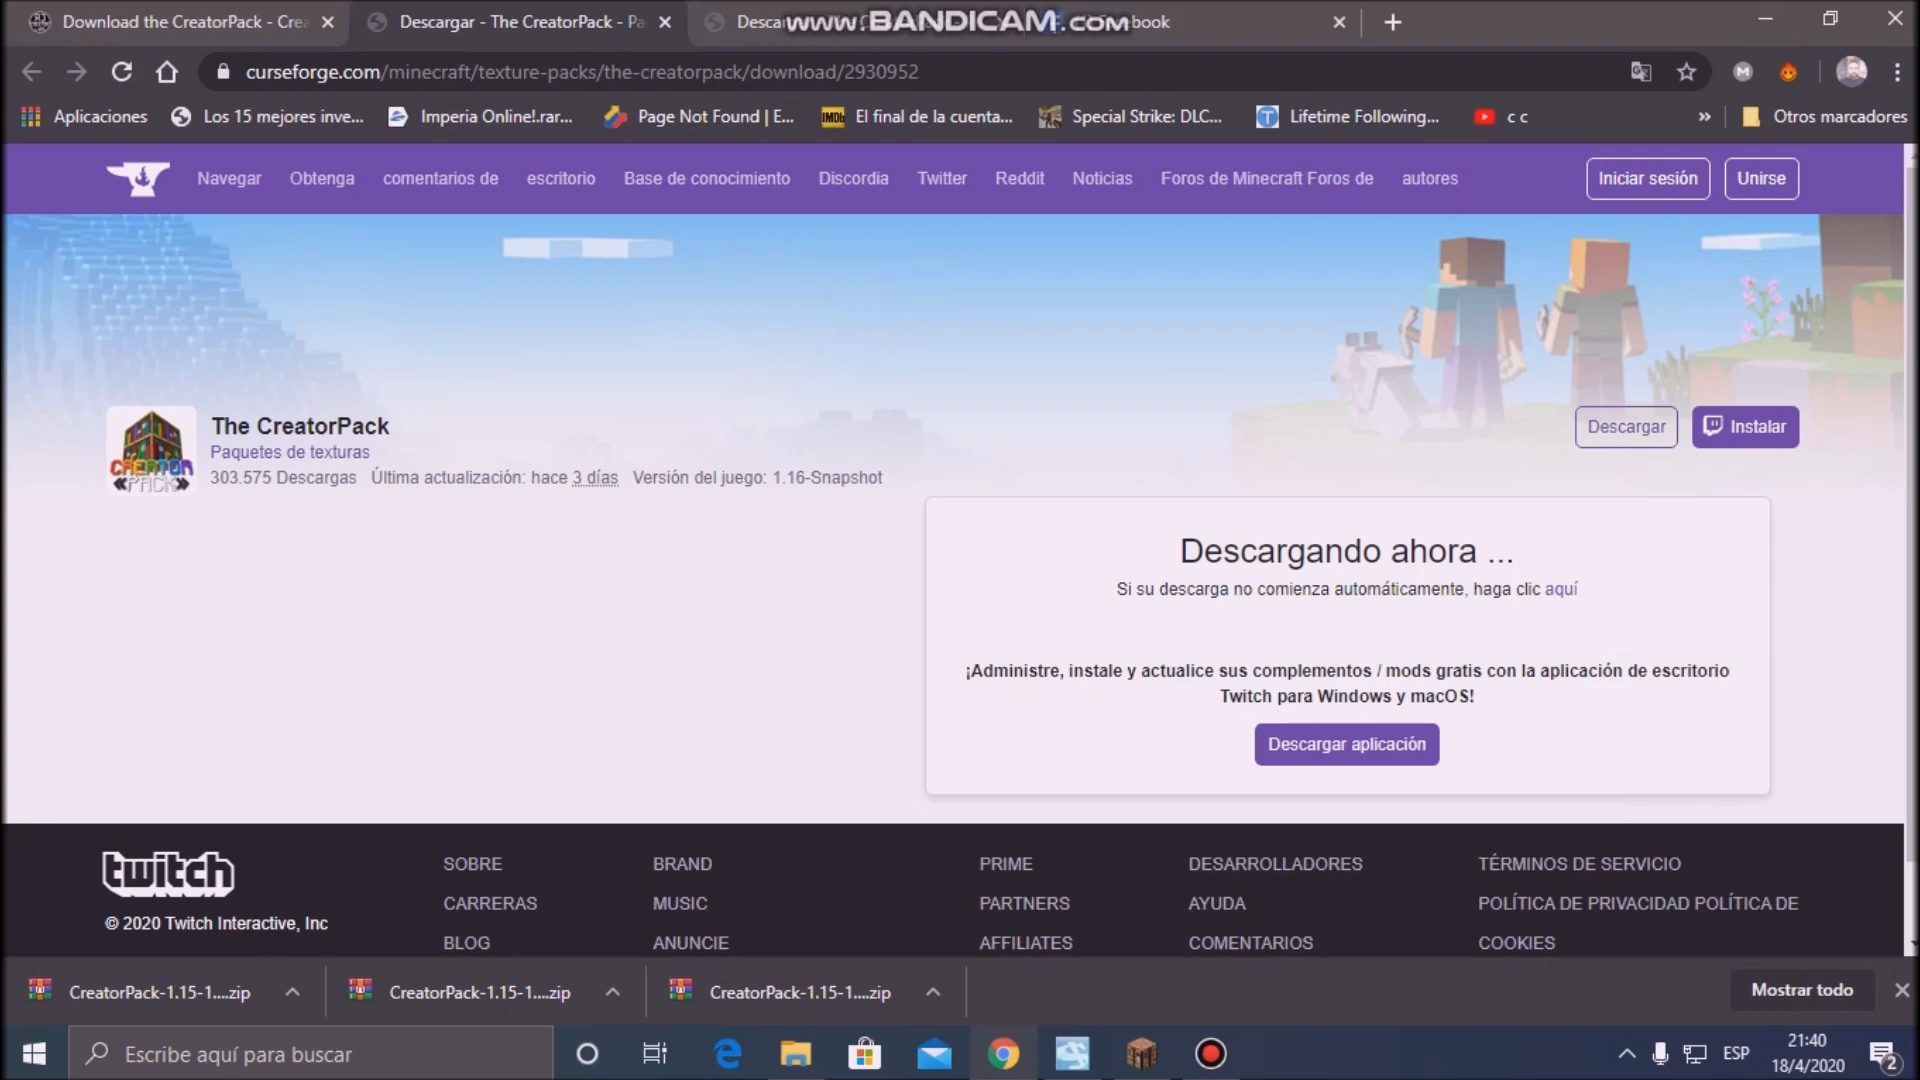 Download the CreatorPack - Crea
Descargar - The CreatorPack - Pa
Descar
www.BANDICAM.com
book
curseforge.com/minecraft/texture-packs/the-creatorpack/download/2930952
Aplicaciones
Los 15 mejores inve...
Imperia Online!.rar...
Page Not Found | E...
IMDb
El final de la cuenta...
Special Strike: DLC...
Lifetime Following...
c c
»
Otros marcadores
Navegar
Obtenga
comentarios de
escritorio
Base de conocimiento
Discordia
Twitter
Reddit
Noticias
Foros de Minecraft Foros de
autores
Iniciar sesión
Unirse
CREATOR
«PACK»
The CreatorPack
Paquetes de texturas
303.575 Descargas Última actualización: hace 3 días Versión del juego: 1.16-Snapshot
Descargar
Instalar
Descargando ahora ...
Si su descarga no comienza automáticamente, haga clic aquí
¡Administre, instale y actualice sus complementos / mods gratis con la aplicación de escritorio
Twitch para Windows y macOS!
Descargar aplicación
twitch
© 2020 Twitch Interactive, Inc
SOBRE
CARRERAS
BLOG
BRAND
MUSIC
ANUNCIE
PRIME
PARTNERS
AFFILIATES
DESARROLLADORES
AYUDA
COMENTARIOS
TÉRMINOS DE SERVICIO
POLÍTICA DE PRIVACIDAD POLÍTICA DE
COOKIES
CreatorPack-1.15-1....zip
CreatorPack-1.15-1....zip
CreatorPack-1.15-1....zip
Mostrar todo
Escribe aquí para buscar
ESP
21:40
18/4/2020
2